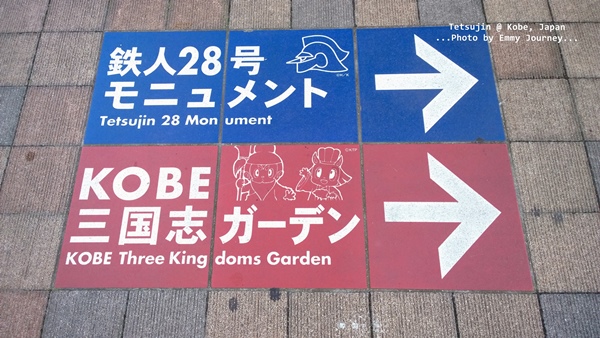 Tetsujin @ Kobe, Japan
...Photo by Emmy Journey...
鉄人28号
モニュメント
Tetsujin 28 Monument
KOBE
三国志ガーデン
KOBE Three Kingdoms Garden